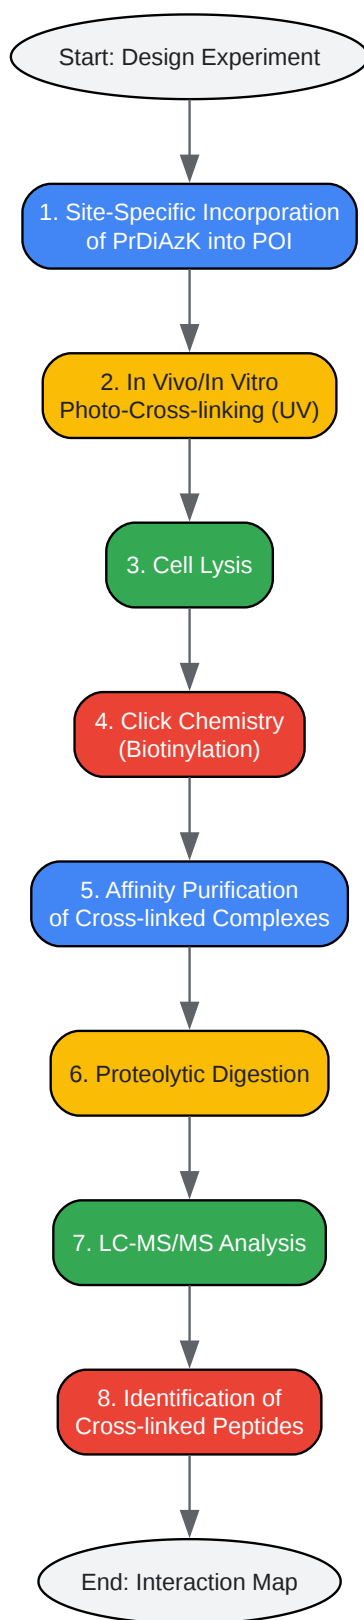 Start: Design Experiment
1. Site-Specific Incorporation
of PrDiAzK into POI
2. In Vivo/In Vitro
Photo-Cross-linking (UV)
3. Cell Lysis
4. Click Chemistry
(Biotinylation)
5. Affinity Purification
of Cross-linked Complexes
6. Proteolytic Digestion
7. LC-MS/MS Analysis
8. Identification of
Cross-linked Peptides
End: Interaction Map